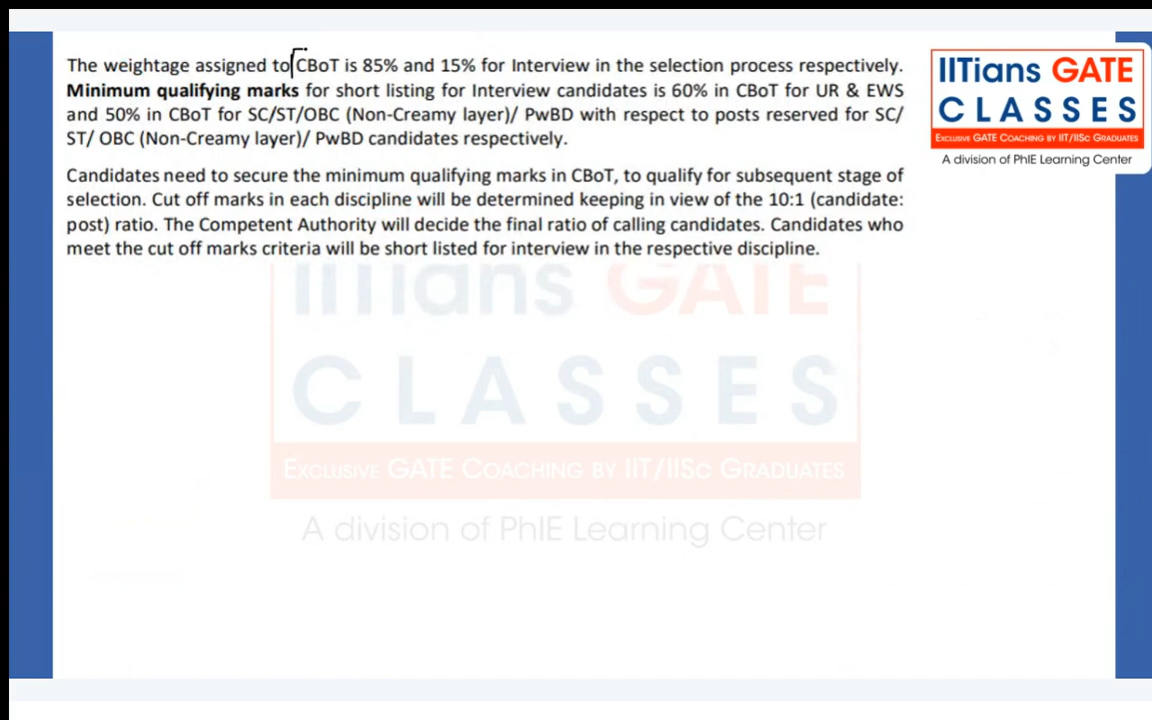 The weightage assigned to CBoT is 85% and 15% for Interview in the selection process respectively.
Minimum qualifying marks for short listing for Interview candidates is 60% in CBoT for UR & EWS
and 50% in CBoT for SC/ST/OBC (Non-Creamy layer)/ PwBD with respect to posts reserved for SC/
ST/ OBC (Non-Creamy layer)/ PwBD candidates respectively.
Candidates need to secure the minimum qualifying marks in CBoT, to qualify for subsequent stage of
selection. Cut off marks in each discipline will be determined keeping in view of the 10:1 (candidate:
post) ratio. The Competent Authority will decide the final ratio of calling candidates. Candidates who
meet the cut off marks criteria will be short listed for interview in the respective discipline.
IITians GATE
CLASSES
EXCLUSIVE GATE COACHING BY IIT/IISc GRADUATES
A division of PhIE Learning Center
IITians GATE
CLASSES
EXCLUSIVE GATE COACHING BY IIT/IISc GRADUATES
A division of PhIE Learning Center